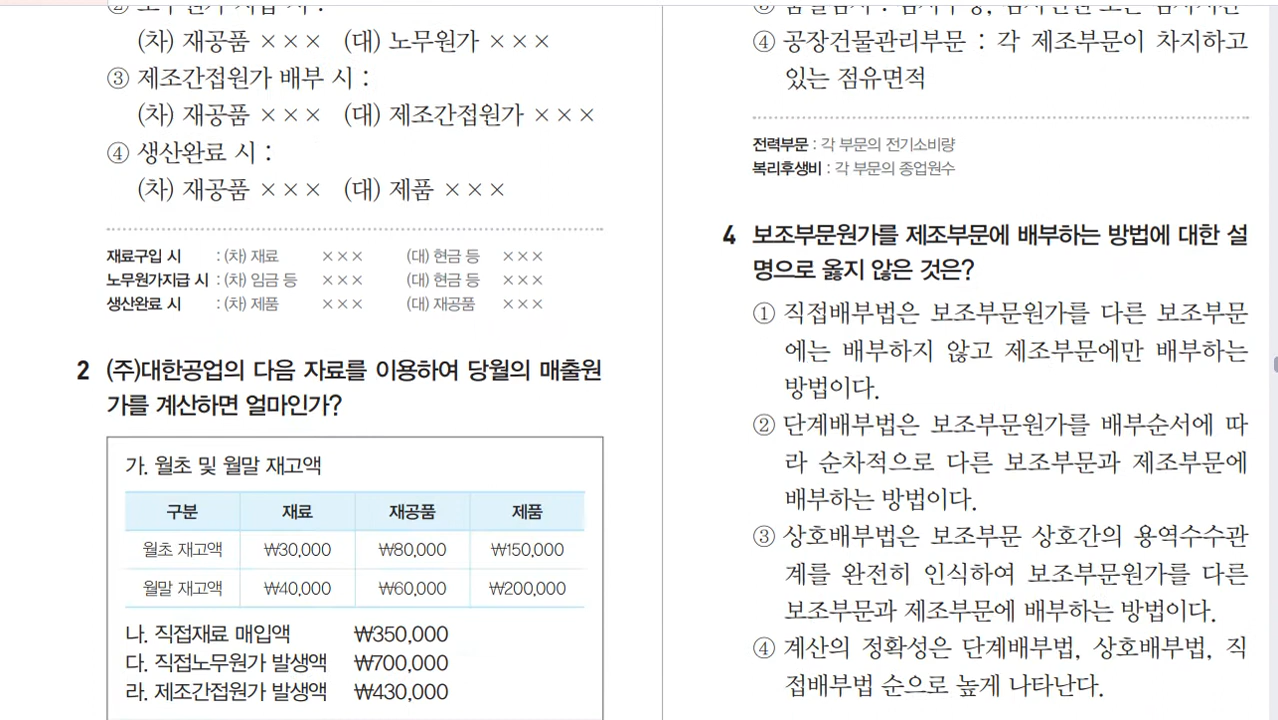 (차) 재공품 ××× (대) 노무원가 ×××
③ 제조간접원가 배부 시 :
(차) 재공품 ××× (대) 제조간접원가 ×××
④ 생산완료 시 :
(차) 재공품 ××× (대) 제품 ×××
재료구입 시 : (차) 재료 ××× (대) 현금 등 ×××
노무원가지급 시 : (차) 임금 등 ××× (대) 현금 등 ×××
생산완료 시 : (차) 제품 ××× (대) 재공품 ×××
2 (주)대한공업의 다음 자료를 이용하여 당월의 매출원
가를 계산하면 얼마인가?
가. 월초 및 월말 재고액
구분 재료 재공품 제품
월초 재고액 ₩30,000 ₩80,000 ₩150,000
월말 재고액 ₩40,000 ₩60,000 ₩200,000
나. 직접재료 매입액 ₩350,000
다. 직접노무원가 발생액 ₩700,000
라. 제조간접원가 발생액 ₩430,000
④ 공장건물관리부문 : 각 제조부문이 차지하고
있는 점유면적
전력부문 : 각 부문의 전기소비량
복리후생비 : 각 부문의 종업원수
4 보조부문원가를 제조부문에 배부하는 방법에 대한 설
명으로 옳지 않은 것은?
① 직접배부법은 보조부문원가를 다른 보조부문
에는 배부하지 않고 제조부문에만 배부하는
방법이다.
② 단계배부법은 보조부문원가를 배부순서에 따
라 순차적으로 다른 보조부문과 제조부문에
배부하는 방법이다.
③ 상호배부법은 보조부문 상호간의 용역수수관
계를 완전히 인식하여 보조부문원가를 다른
보조부문과 제조부문에 배부하는 방법이다.
④ 계산의 정확성은 단계배부법, 상호배부법, 직
접배부법 순으로 높게 나타난다.